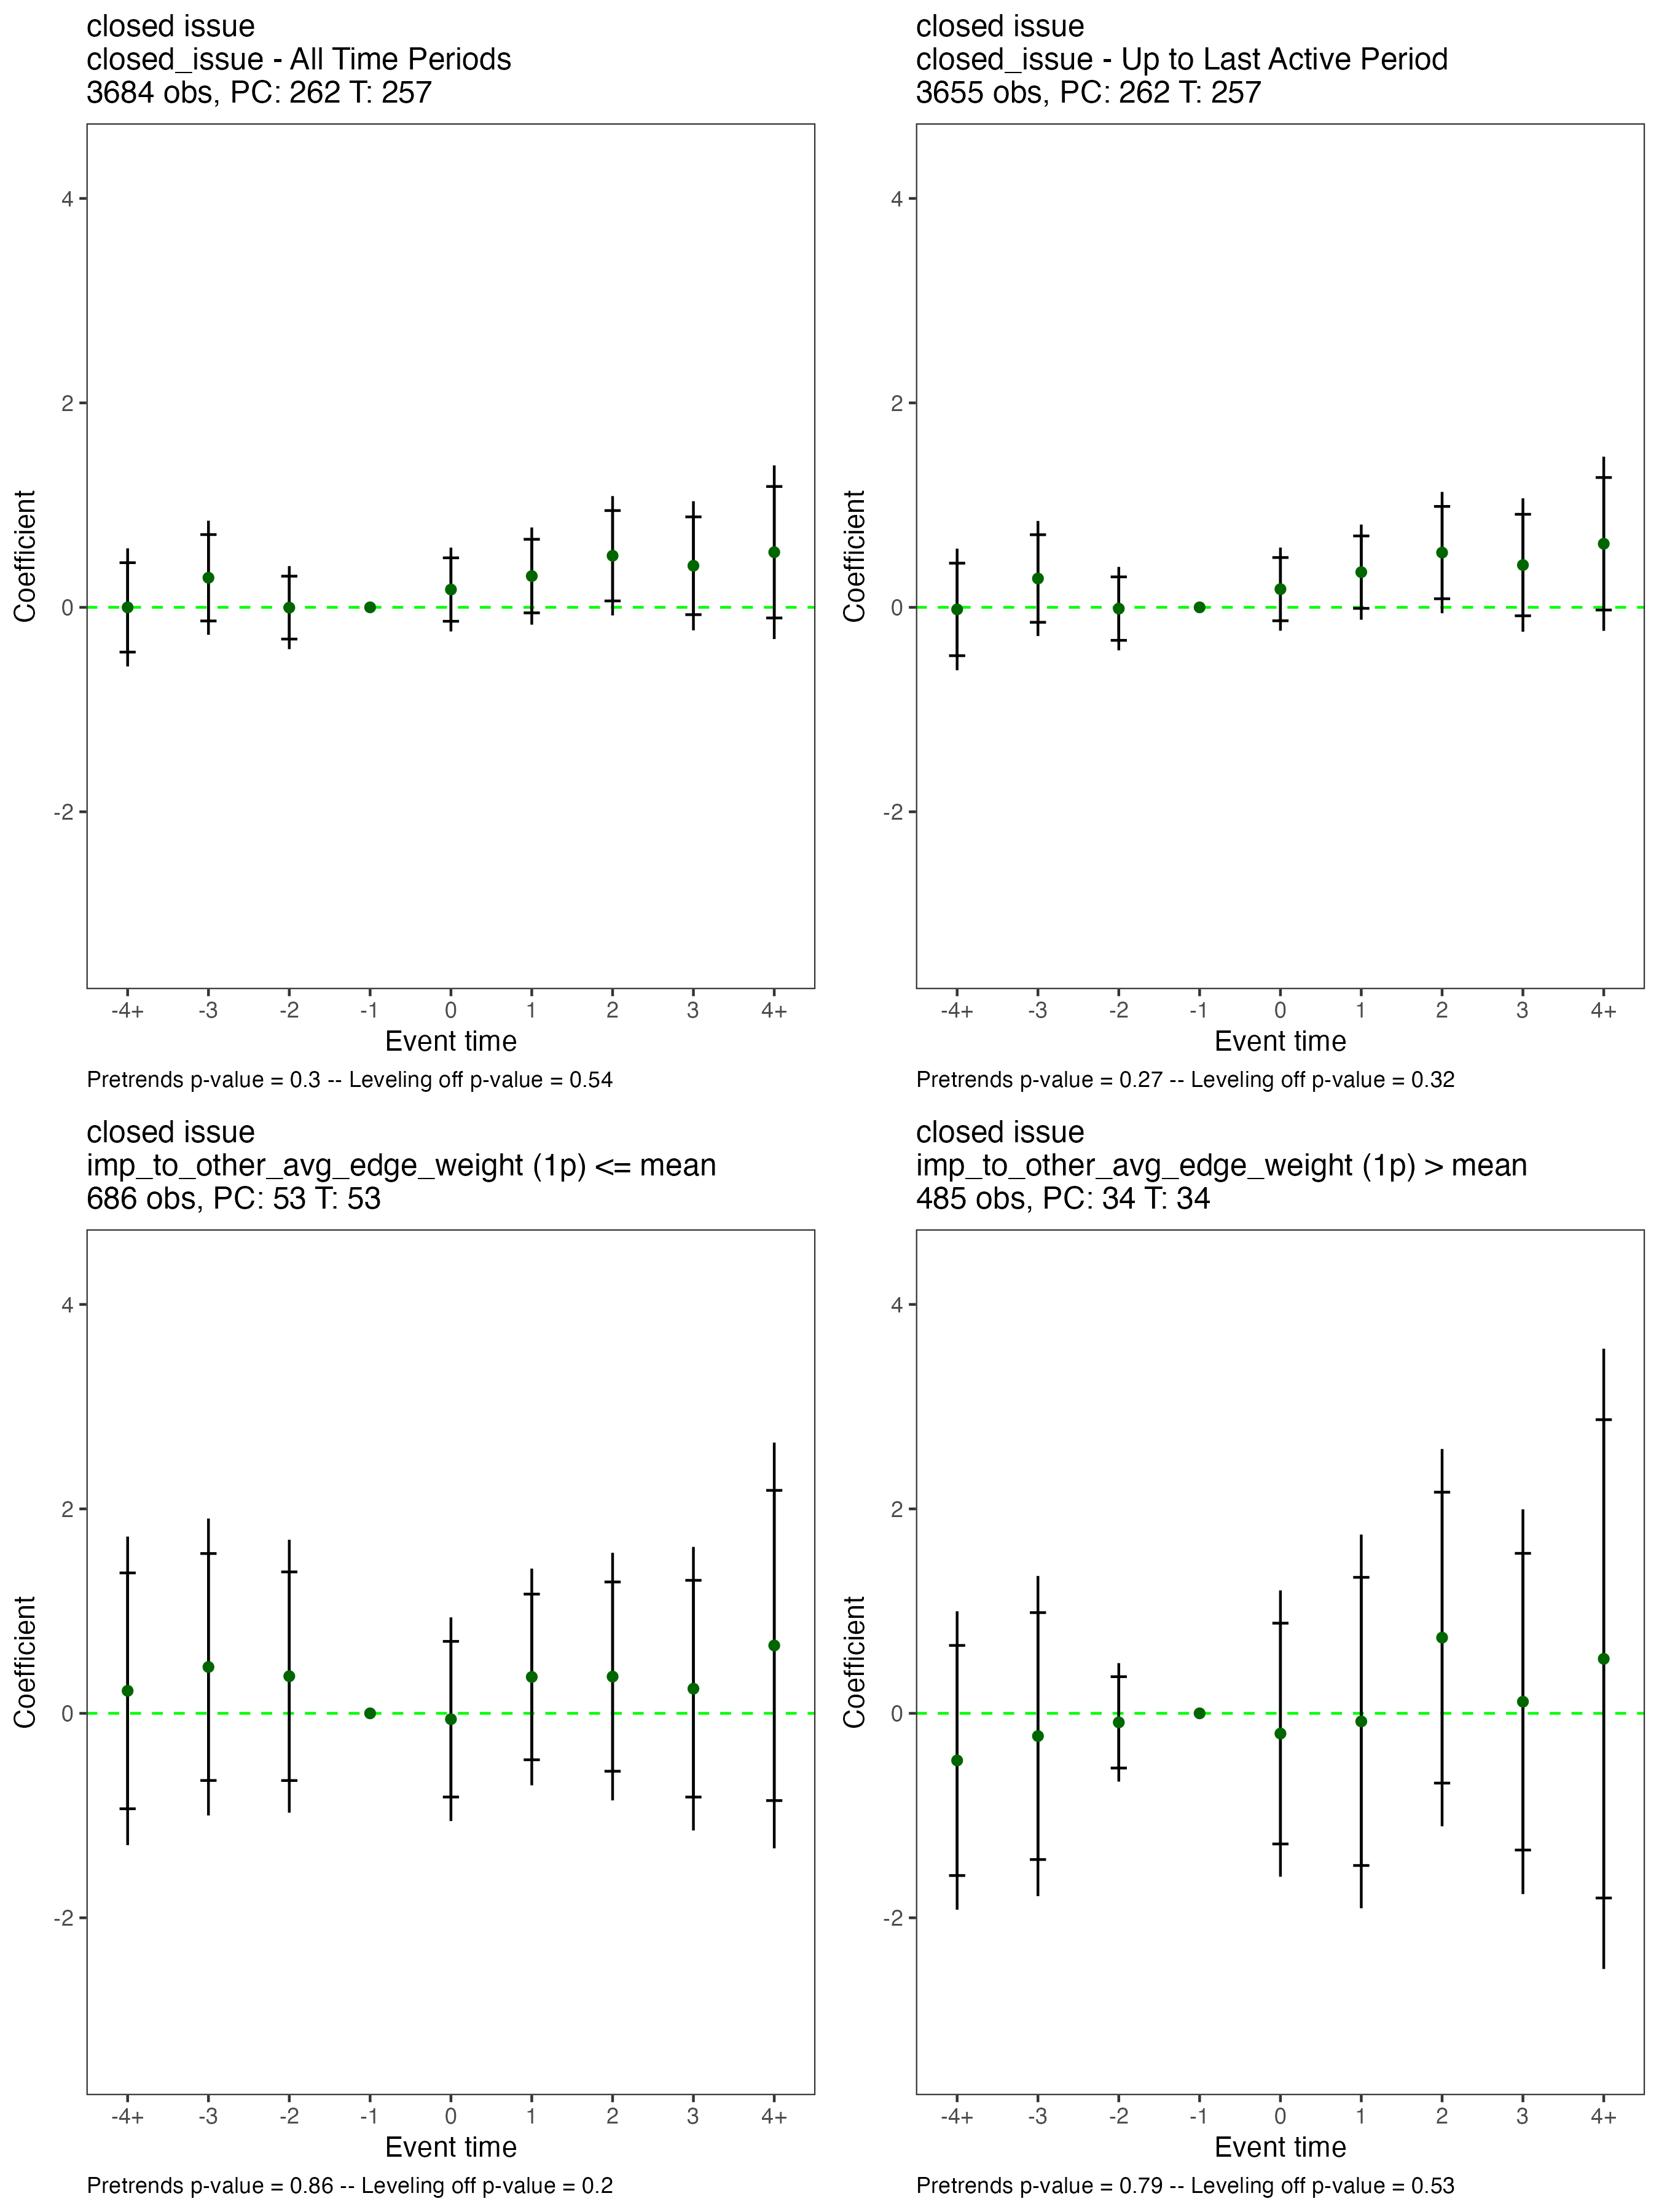 closed issue
closed_issue - All Time Periods
3684 obs, PC: 262 T: 257
4
2
0
-2
Coefficient
-4+ -3 -2 -1 0 1 2 3 4+
Event time
Pretrends p-value = 0.3 -- Leveling off p-value = 0.54
closed issue
closed_issue - Up to Last Active Period
3655 obs, PC: 262 T: 257
4
2
0
-2
Coefficient
-4+ -3 -2 -1 0 1 2 3 4+
Event time
Pretrends p-value = 0.27 -- Leveling off p-value = 0.32
closed issue
imp_to_other_avg_edge_weight (1p) <= mean
686 obs, PC: 53 T: 53
4
2
0
-2
Coefficient
-4+ -3 -2 -1 0 1 2 3 4+
Event time
Pretrends p-value = 0.86 -- Leveling off p-value = 0.2
closed issue
imp_to_other_avg_edge_weight (1p) > mean
485 obs, PC: 34 T: 34
4
2
0
-2
Coefficient
-4+ -3 -2 -1 0 1 2 3 4+
Event time
Pretrends p-value = 0.79 -- Leveling off p-value = 0.53